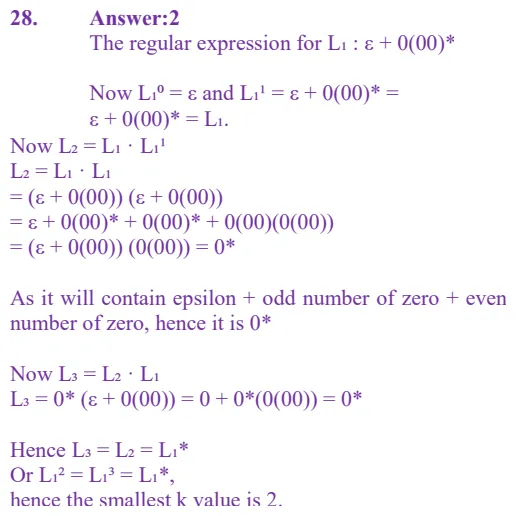 28. Answer:2
The regular expression for L₁ : ε + 0(00)*
Now L₁⁰ = ε and L₁¹ = ε + 0(00)* =
ε + 0(00)* = L₁.
Now L₂ = L₁ · L₁¹
L₂ = L₁ · L₁
= (ε + 0(00)) (ε + 0(00))
= ε + 0(00)* + 0(00)* + 0(00)(0(00))
= (ε + 0(00)) (0(00)) = 0*
As it will contain epsilon + odd number of zero + even
number of zero, hence it is 0*
Now L₃ = L₂ · L₁
L₃ = 0* (ε + 0(00)) = 0 + 0*(0(00)) = 0*
Hence L₃ = L₂ = L₁*
Or L₁² = L₁³ = L₁*,
hence the smallest k value is 2.